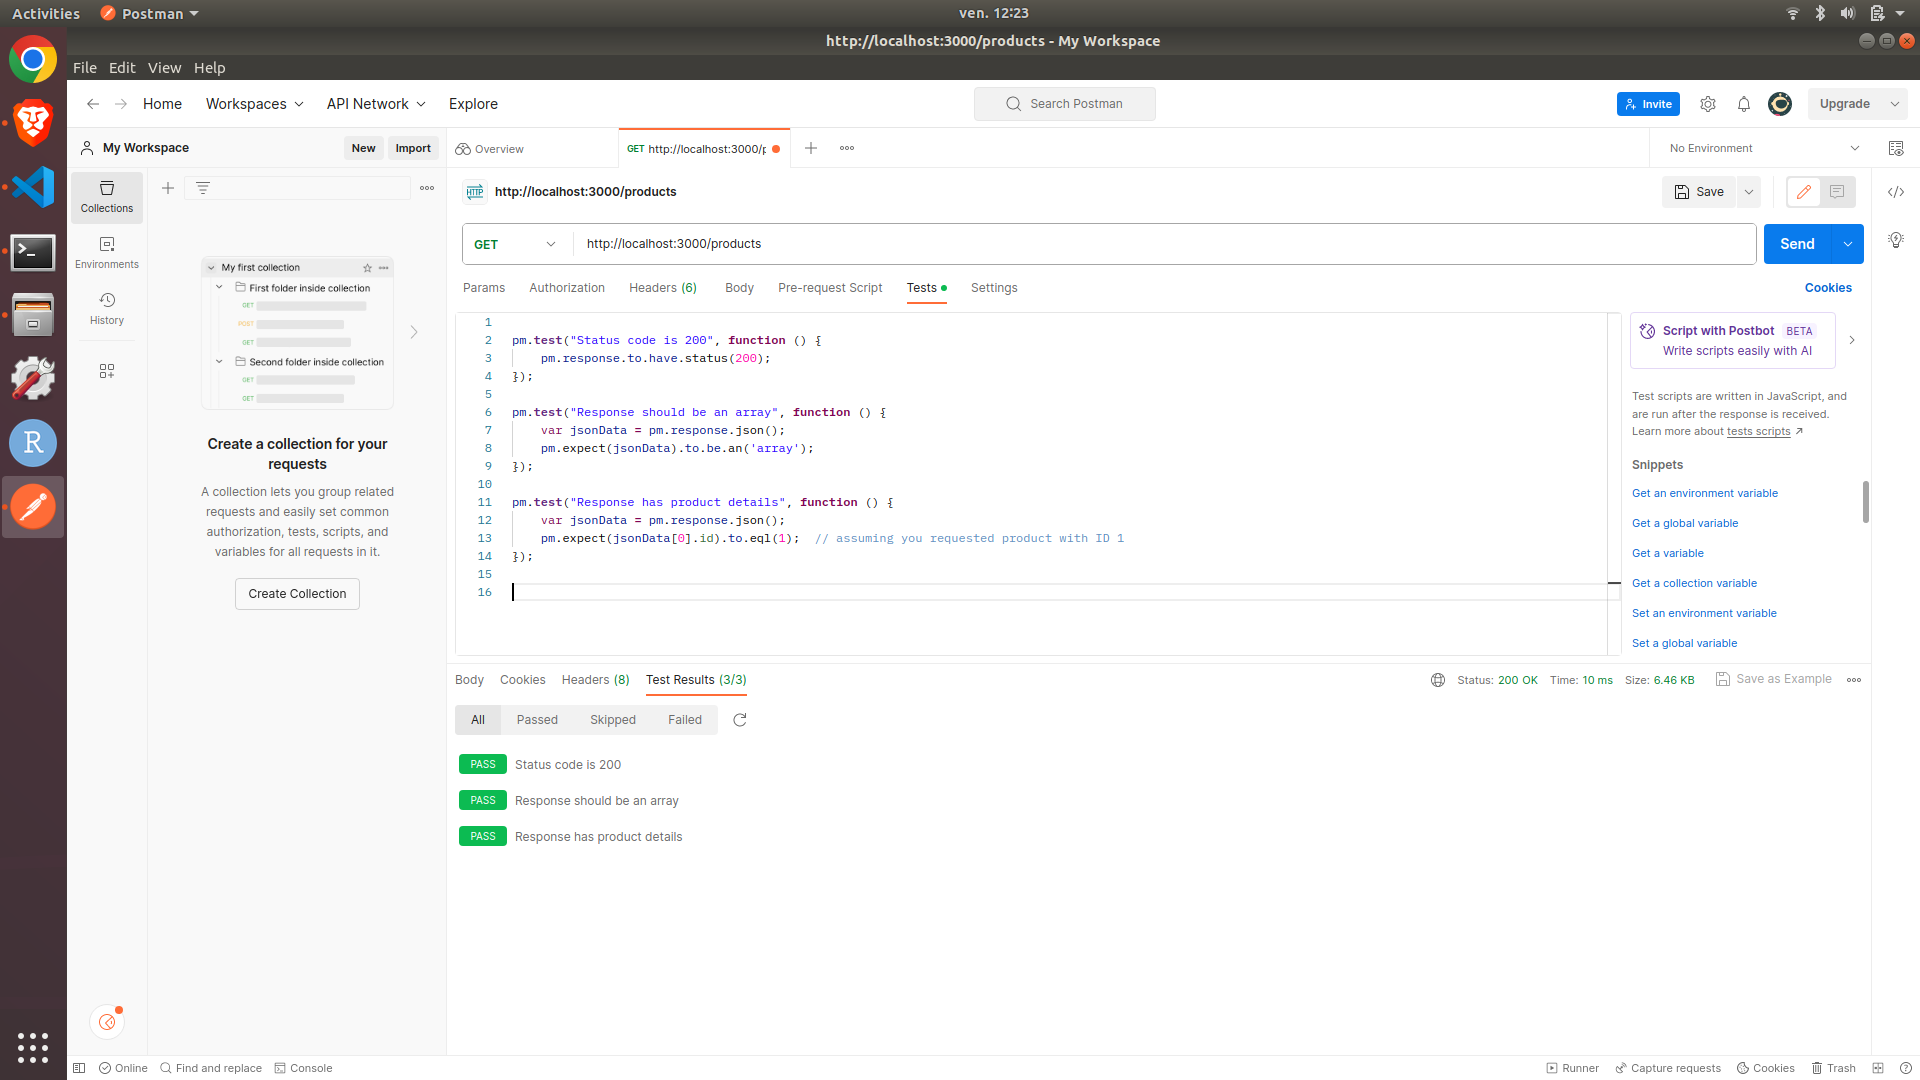 Activities
Postman
ven. 12:23
http://localhost:3000/products - My Workspace
File Edit View Help
Home Workspaces API Network Explore
Search Postman
Invite
Upgrade
My Workspace
New Import
Overview
GET http://localhost:3000/p
No Environment
Collections
Environments
History
My first collection
First folder inside collection
GET
POST
GET
Second folder inside collection
GET
GET
Create a collection for your
requests
A collection lets you group related
requests and easily set common
authorization, tests, scripts, and
variables for all requests in it.
Create Collection
HTTP http://localhost:3000/products
Save
GET http://localhost:3000/products
Send
Params Authorization Headers (6) Body Pre-request Script Tests Settings
Cookies
1
2 pm.test("Status code is 200", function () {
3 pm.response.to.have.status(200);
4 });
5
6 pm.test("Response should be an array", function () {
7 var jsonData = pm.response.json();
8 pm.expect(jsonData).to.be.an('array');
9 });
10
11 pm.test("Response has product details", function () {
12 var jsonData = pm.response.json();
13 pm.expect(jsonData[0].id).to.eql(1);  // assuming you requested product with ID 1
14 });
15
16
Script with Postbot BETA
Write scripts easily with AI
Test scripts are written in JavaScript, and
are run after the response is received.
Learn more about tests scripts
Snippets
Get an environment variable
Get a global variable
Get a variable
Get a collection variable
Set an environment variable
Set a global variable
Body Cookies Headers (8) Test Results (3/3)
Status: 200 OK Time: 10 ms Size: 6.46 KB Save as Example
All Passed Skipped Failed
PASS Status code is 200
PASS Response should be an array
PASS Response has product details
Online Find and replace Console
Runner Capture requests Cookies Trash
R